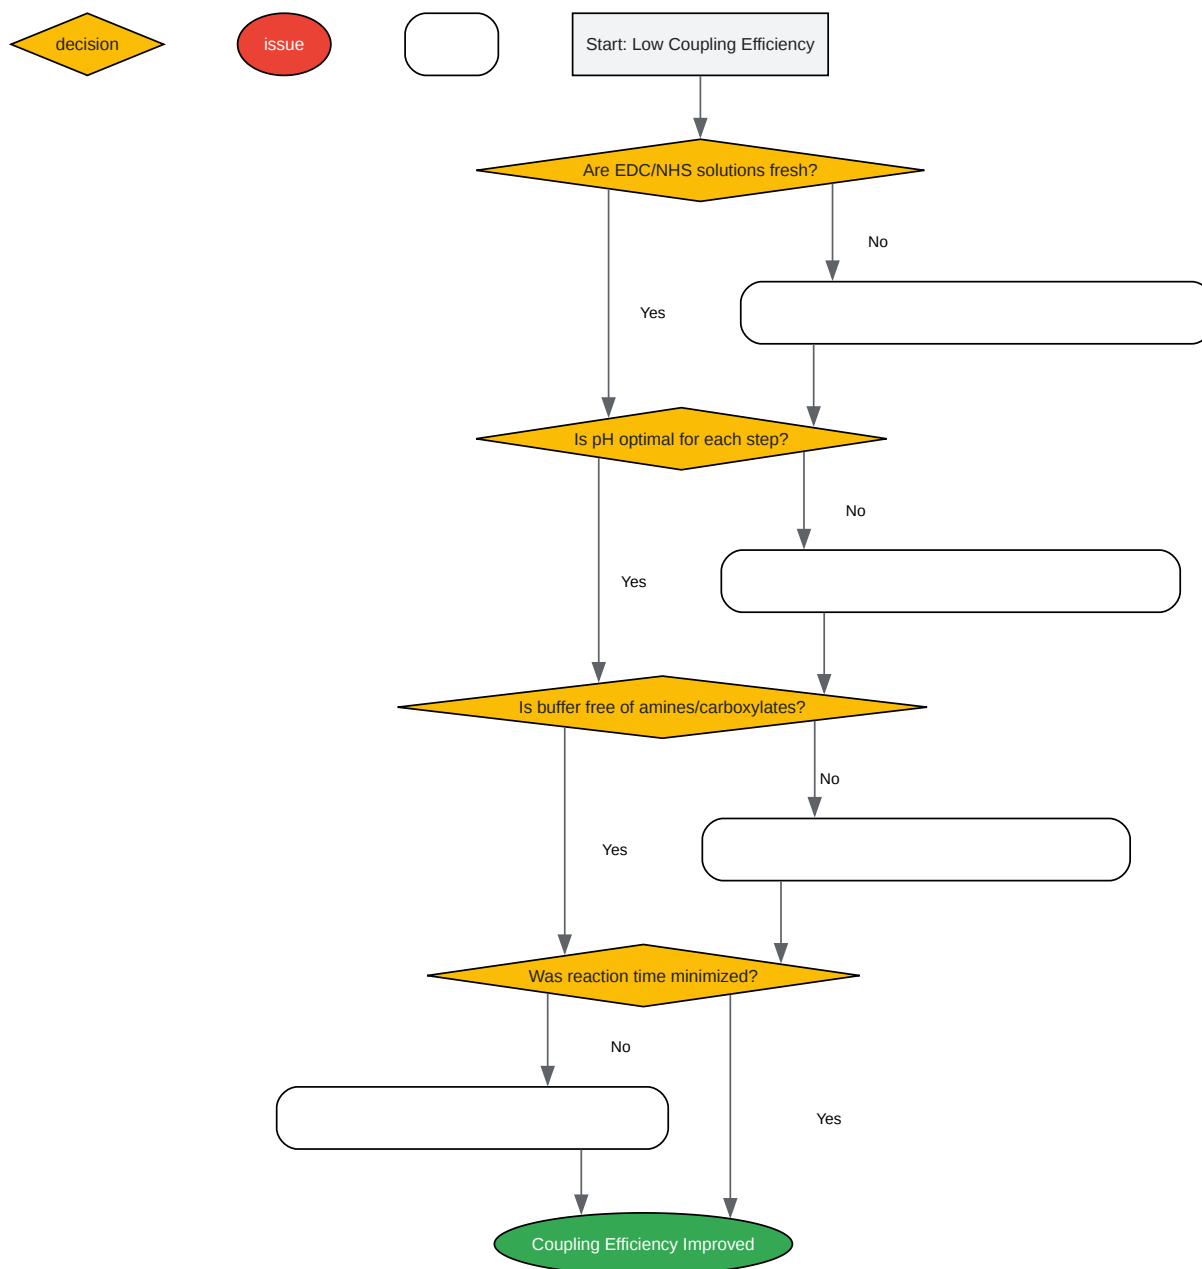 decision
issue
Start: Low Coupling Efficiency
Are EDC/NHS solutions fresh?
No
Yes
Is pH optimal for each step?
No
Yes
Is buffer free of amines/carboxylates?
No
Yes
Was reaction time minimized?
No
Yes
Coupling Efficiency Improved